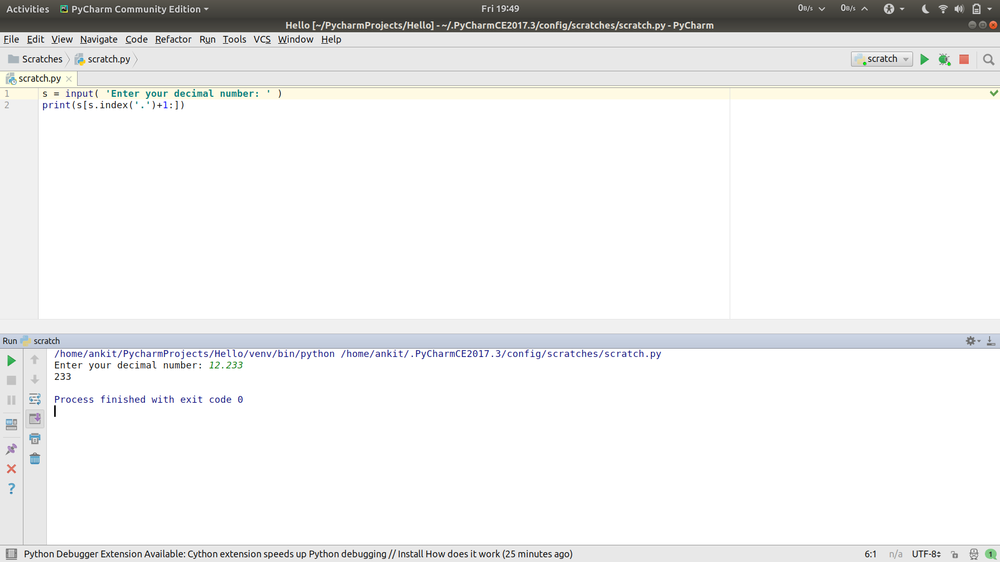 Activities PyCharm Community Edition Fri 19:49 0B/s 0B/s
Hello [~/PycharmProjects/Hello] - ~/.PyCharmCE2017.3/config/scratches/scratch.py - PyCharm
File Edit View Navigate Code Refactor Run Tools VCS Window Help
Scratches scratch.py scratch
scratch.py
1 s = input( 'Enter your decimal number: ' )
2 print(s[s.index('.')+1:])
Run scratch
/home/ankit/PycharmProjects/Hello/venv/bin/python /home/ankit/.PyCharmCE2017.3/config/scratches/scratch.py
Enter your decimal number: 12.233
233
Process finished with exit code 0
Python Debugger Extension Available: Cython extension speeds up Python debugging // Install How does it work (25 minutes ago) 6:1 n/a UTF-8 1